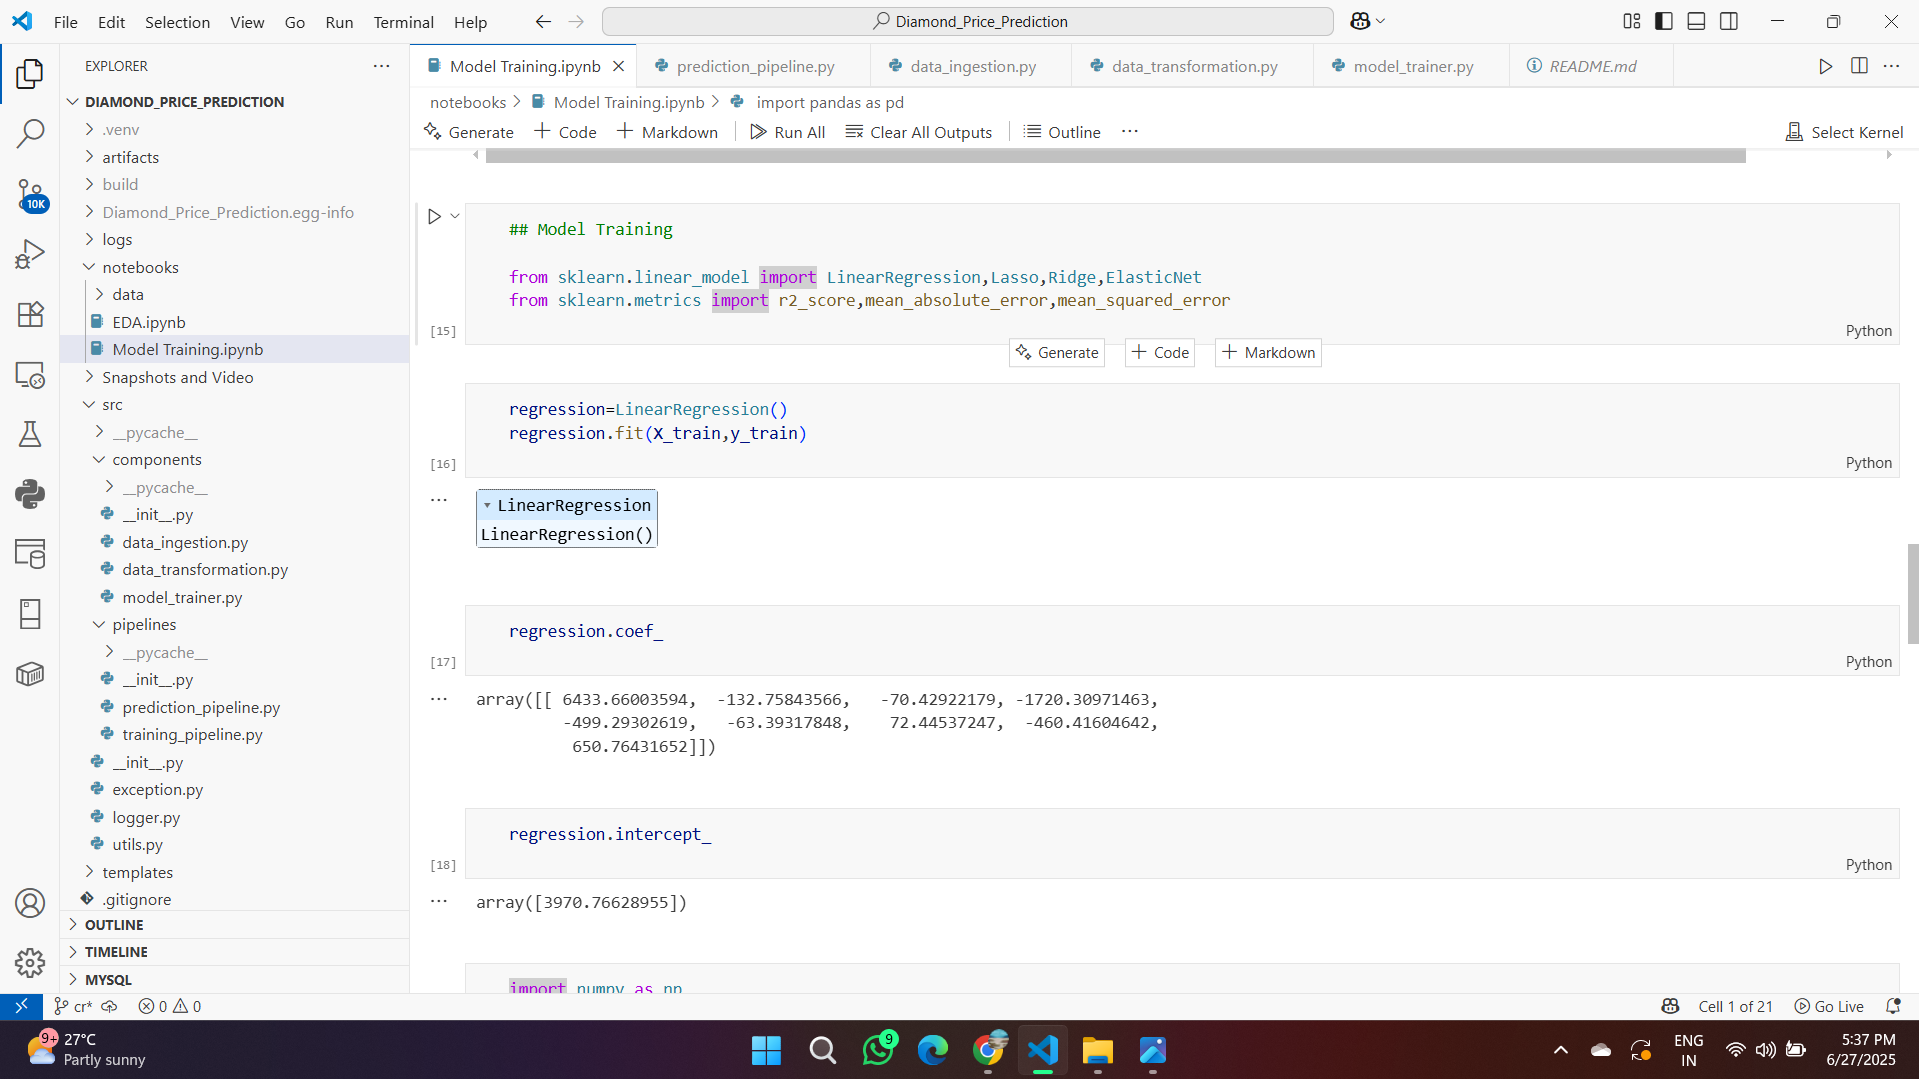 File Edit Selection View Go Run Terminal Help
Diamond_Price_Prediction
EXPLORER
Model Training.ipynb
prediction_pipeline.py
data_ingestion.py
data_transformation.py
model_trainer.py
README.md
DIAMOND_PRICE_PREDICTION
.venv
artifacts
build
Diamond_Price_Prediction.egg-info
logs
notebooks
data
EDA.ipynb
Model Training.ipynb
Snapshots and Video
src
__pycache__
components
__pycache__
__init__.py
data_ingestion.py
data_transformation.py
model_trainer.py
pipelines
__pycache__
__init__.py
prediction_pipeline.py
training_pipeline.py
__init__.py
exception.py
logger.py
utils.py
templates
.gitignore
OUTLINE
TIMELINE
MYSQL
10K
notebooks > Model Training.ipynb > import pandas as pd
Generate + Code + Markdown Run All Clear All Outputs Outline ... Select Kernel
## Model Training
from sklearn.linear_model import LinearRegression,Lasso,Ridge,ElasticNet
from sklearn.metrics import r2_score,mean_absolute_error,mean_squared_error
[15] Python
Generate + Code + Markdown
regression=LinearRegression()
regression.fit(X_train,y_train)
[16] Python
LinearRegression
LinearRegression()
regression.coef_
[17] Python
array([[ 6433.66003594, -132.75843566, -70.42922179, -1720.30971463,
-499.29302619, -63.39317848, 72.44537247, -460.41604642,
650.76431652]])
regression.intercept_
[18] Python
array([3970.76628955])
import numpy as np
cr* 0 0 Cell 1 of 21 Go Live
9+ 27°C
Partly sunny
9
ENG
IN
5:37 PM
6/27/2025